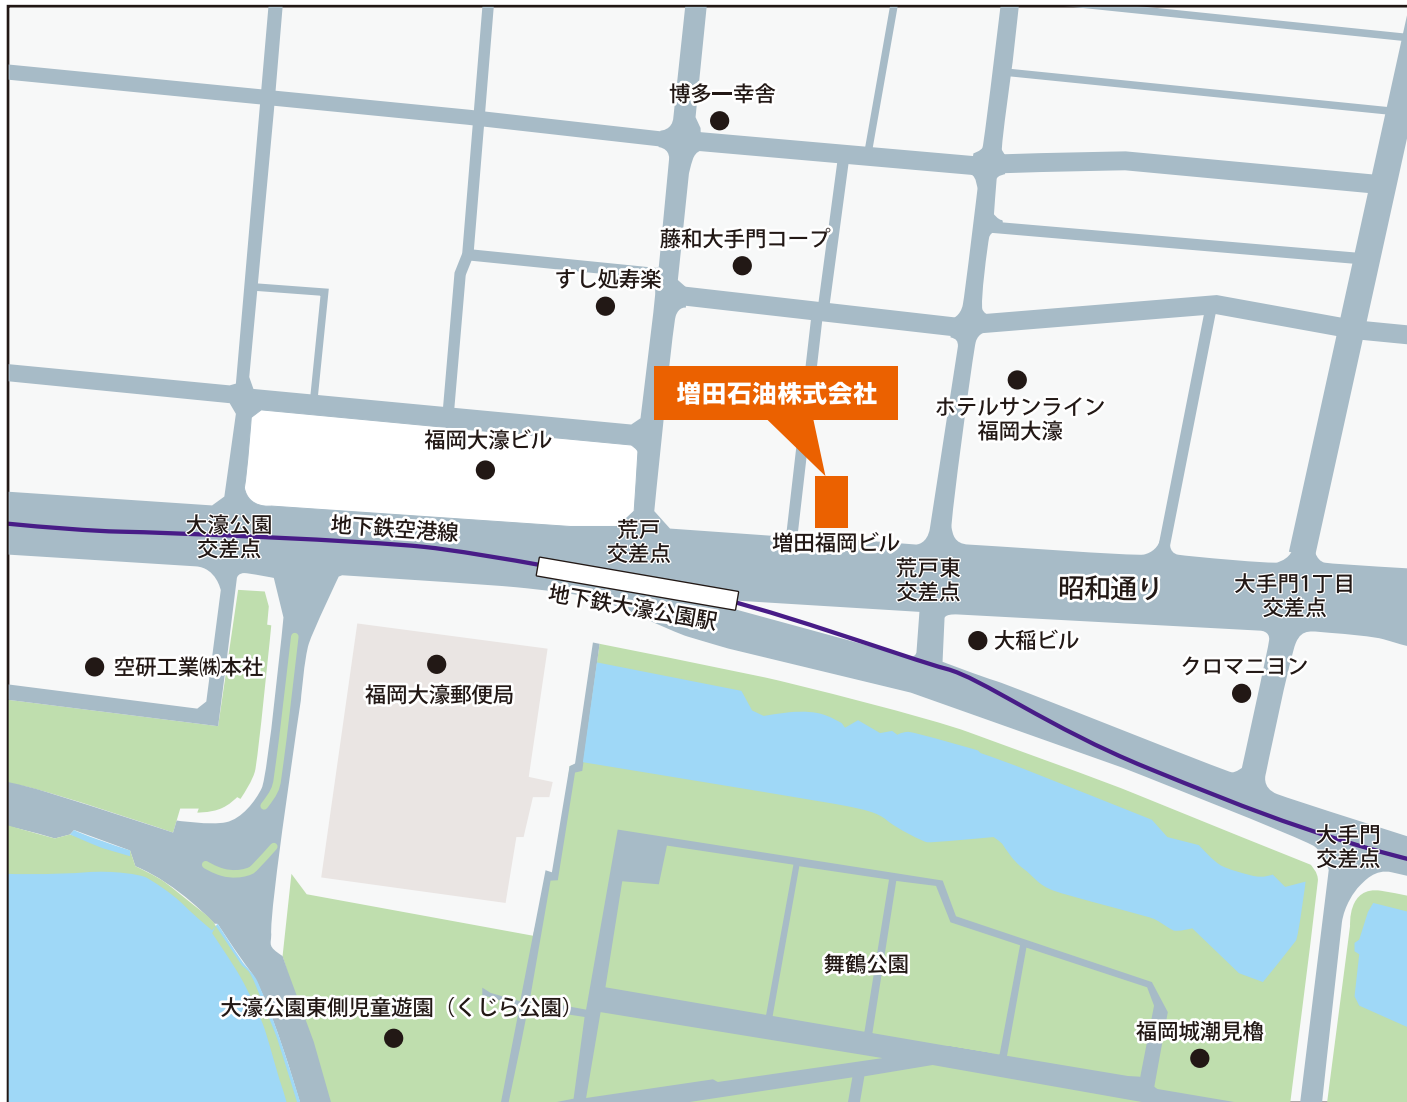 博多一幸舎
藤和大手門コープ
すし処寿楽
増田石油株式会社
ホテルサンライン
福岡大濠
福岡大濠ビル
大濠公園
交差点
地下鉄空港線
荒戸
交差点
増田福岡ビル
荒戸東
交差点
昭和通り
大手門1丁目
交差点
地下鉄大濠公園駅
大稲ビル
空研工業㈱本社
福岡大濠郵便局
クロマニヨン
大手門
交差点
舞鶴公園
大濠公園東側児童遊園（くじら公園）
福岡城潮見櫓